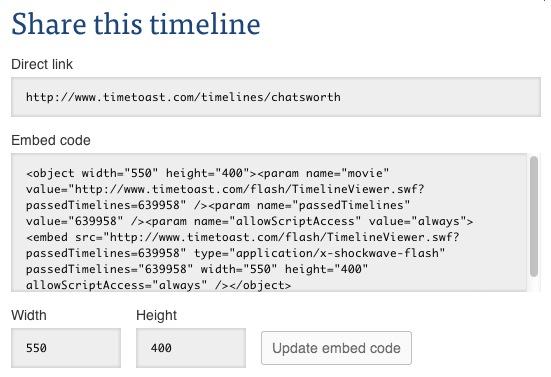 Share this timeline
Direct link
http://www.timetoast.com/timelines/chatsworth
Embed code
<object width="550" height="400"><param name="movie"
value="http://www.timetoast.com/flash/TimelineViewer.swf?
passedTimelines=639958" /><param name="passedTimelines"
value="639958" /><param name="allowScriptAccess" value="always">
<embed src="http://www.timetoast.com/flash/TimelineViewer.swf?
passedTimelines=639958" type="application/x-shockwave-flash"
passedTimelines="639958" width="550" height="400"
allowScriptAccess="always" /></object>
Width Height
550 400 Update embed code